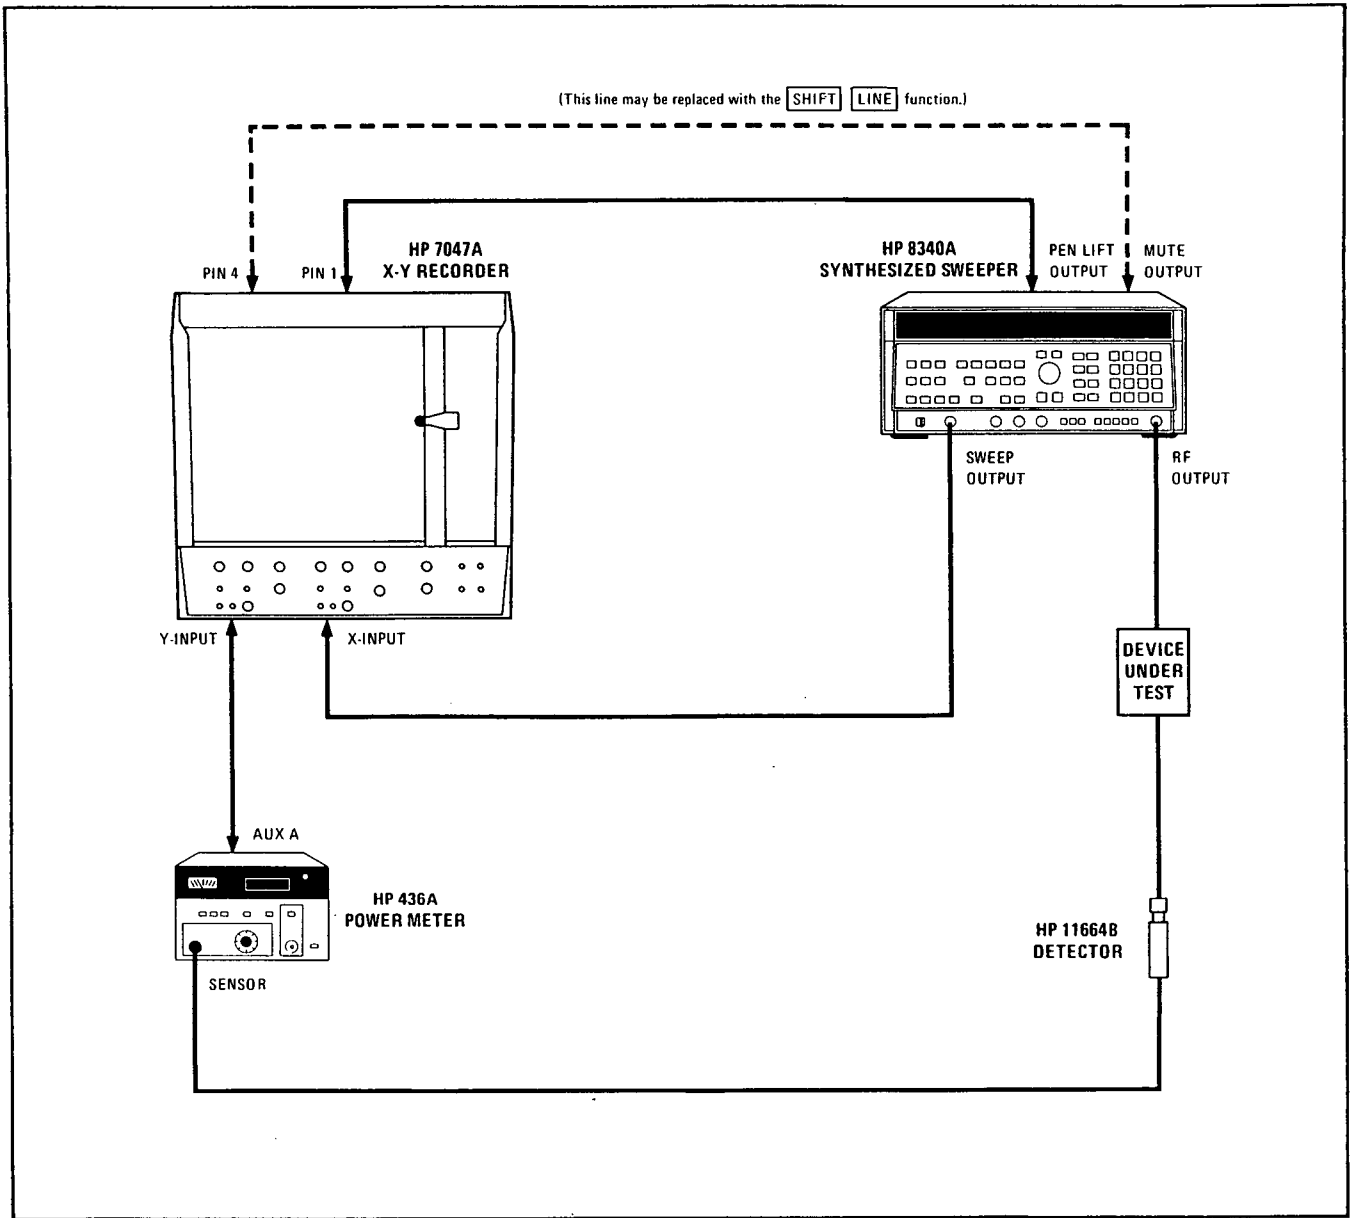 (This line may be replaced with the SHIFT LINE function.)
HP 7047A
X-Y RECORDER
PIN 4
PIN 1
HP 8340A
SYNTHESIZED SWEEPER
PEN LIFT
OUTPUT
MUTE
OUTPUT
SWEEP
OUTPUT
RF
OUTPUT
Y-INPUT
X-INPUT
DEVICE
UNDER
TEST
AUX A
HP 436A
POWER METER
SENSOR
HP 11664B
DETECTOR